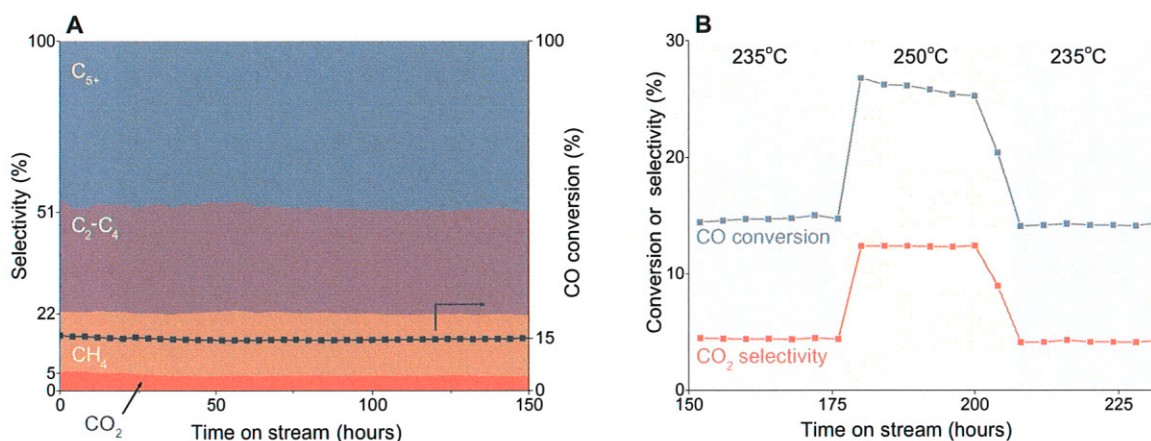 A
100
51
22
5
0
Selectivity (%)
C5+
C2-C4
CH4
CO2
100
15
0
CO conversion (%)
0
50
100
150
Time on stream (hours)
B
30
20
10
0
Conversion or selectivity (%)
235°C
250°C
235°C
CO conversion
CO2 selectivity
150
175
200
225
Time on stream (hours)